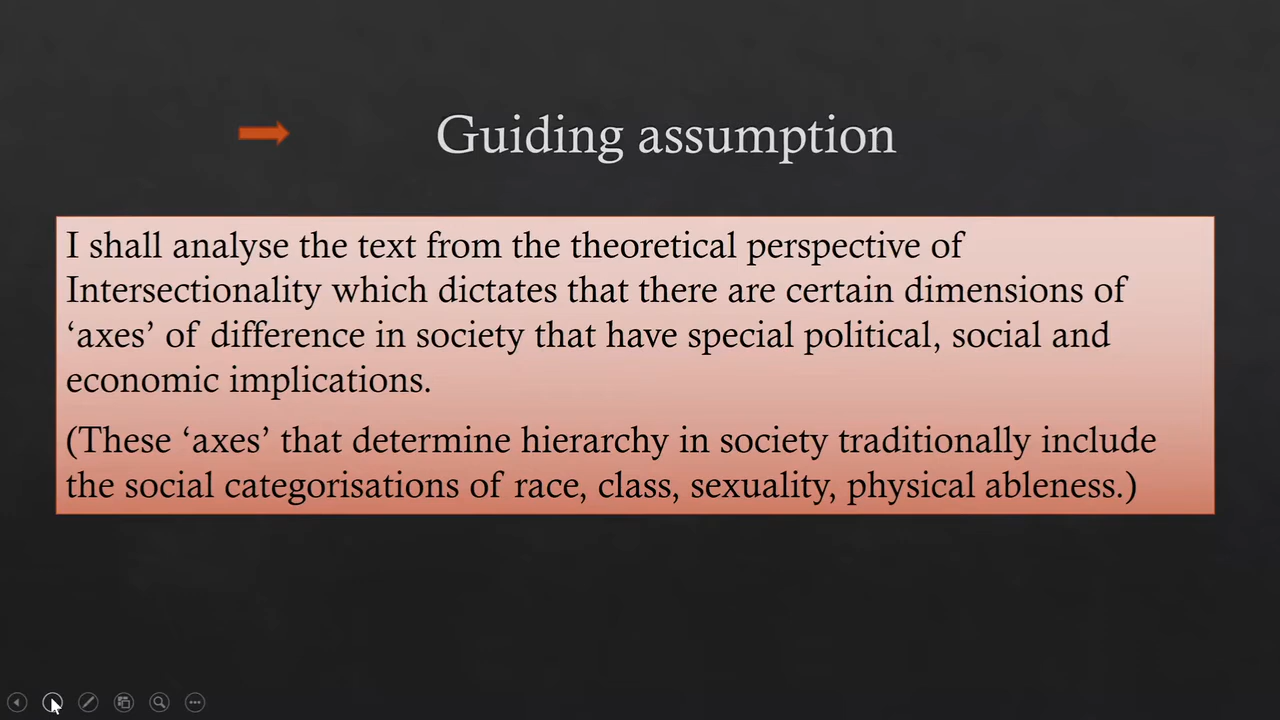 Guiding assumption
I shall analyse the text from the theoretical perspective of
Intersectionality which dictates that there are certain dimensions of
‘axes’ of difference in society that have special political, social and
economic implications.
(These ‘axes’ that determine hierarchy in society traditionally include
the social categorisations of race, class, sexuality, physical ableness.)